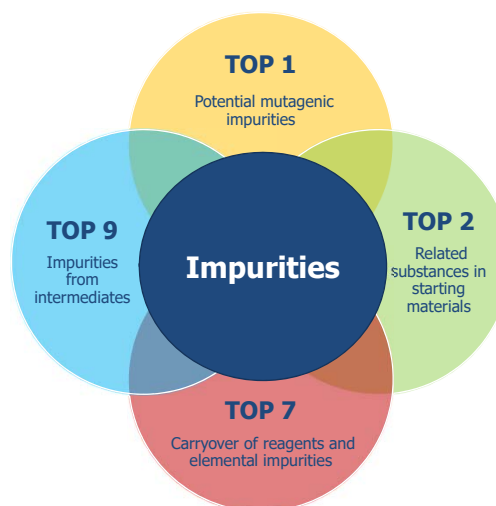 TOP 1
Potential mutagenic
impurities
TOP 9
Impurities
from
intermediates
Impurities
TOP 2
Related
substances in
starting
materials
TOP 7
Carryover of reagents and
elemental impurities